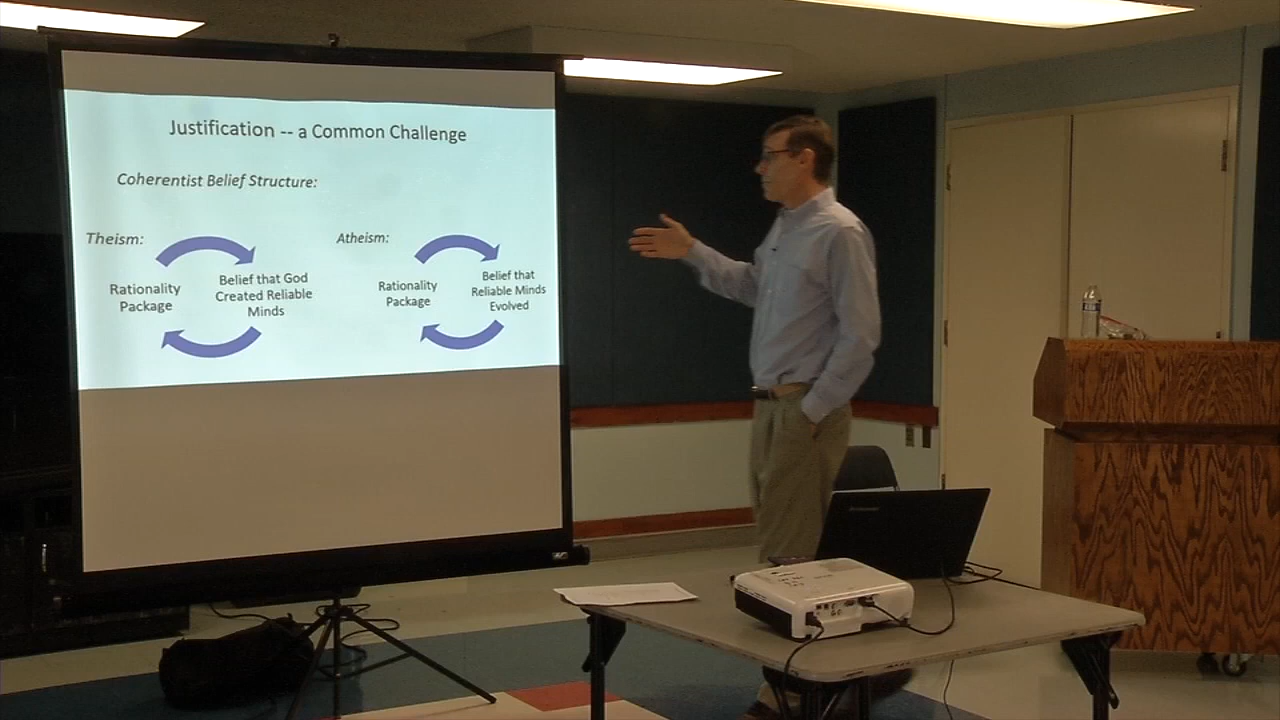 Justification -- a Common Challenge
Coherentist Belief Structure:
Theism:
Rationality
Package
Belief that God
Created Reliable
Minds
Atheism:
Rationality
Package
Belief that
Reliable Minds
Evolved